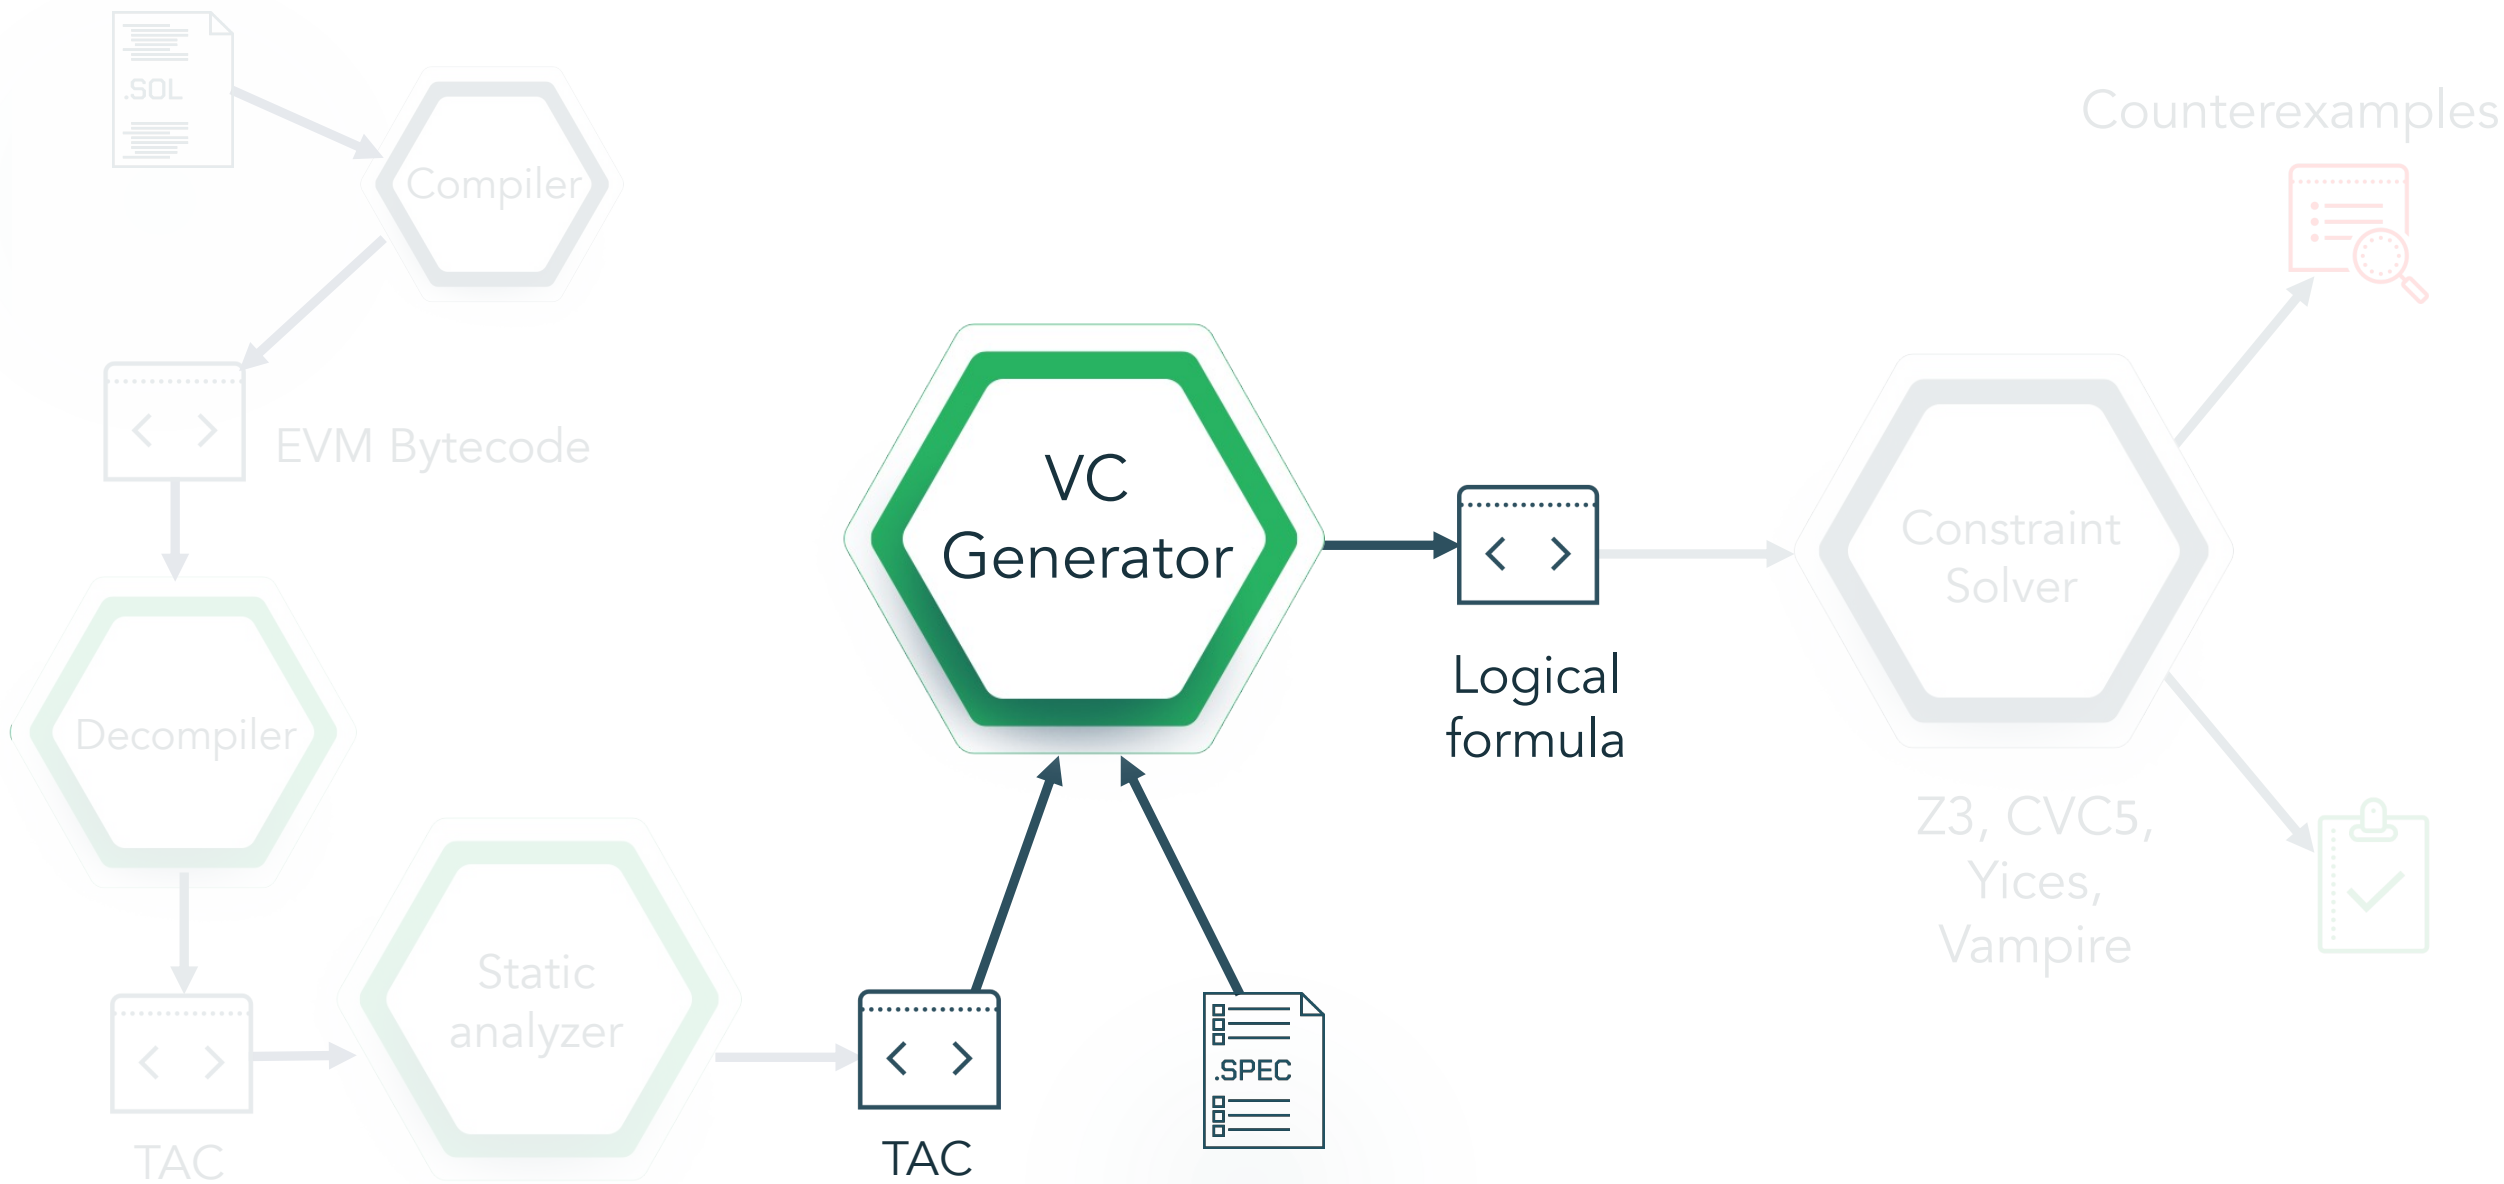 .SOL
Compiler
EVM Bytecode
Decompiler
TAC
Static
analyzer
TAC
.SPEC
VC
Generator
Logical
formula
Constraint
Solver
Z3, CVC5,
Yices,
Vampire
Counterexamples